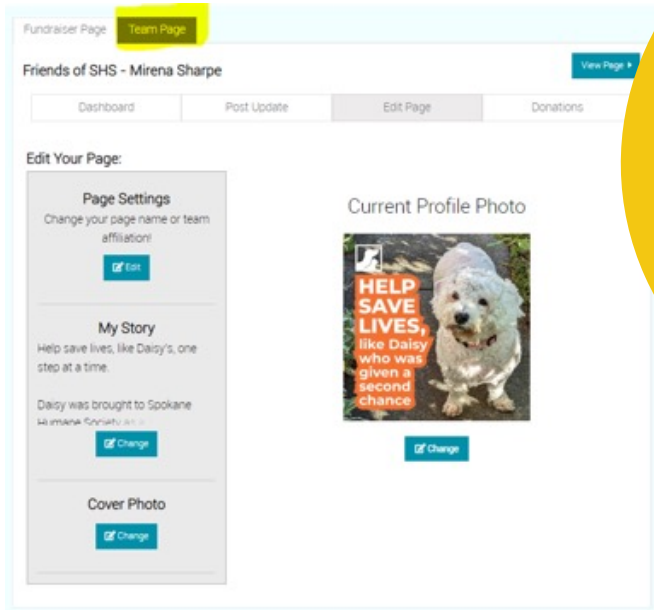 Fundraiser Page Team Page
Friends of SHS - Mirena Sharpe
View Page
Dashboard Post Update Edit Page Donations
Edit Your Page:
Page Settings
Change your page name or team
affiliation!
Edit
My Story
Help save lives, like Daisy's, one
step at a time.
Daisy was brought to Spokane
Humane Society as a
Change
Cover Photo
Change
Current Profile Photo
HELP
SAVE
LIVES,
like Daisy
who was
given a
second
chance
Change